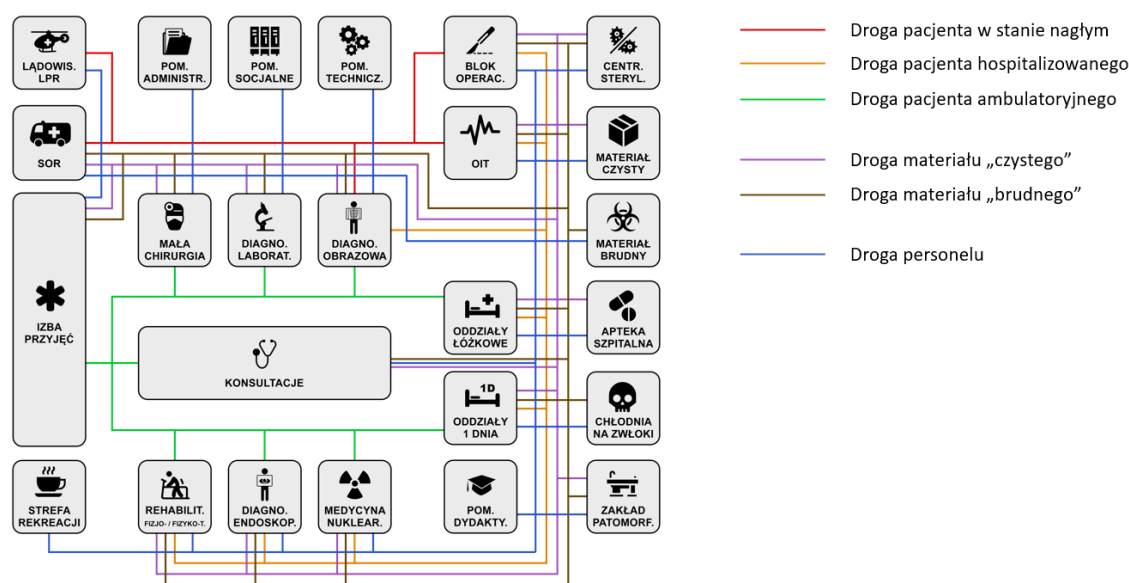 LĄDOWIS.
LPR
POM.
ADMINISTR.
POM.
SOCJALNE
POM.
TECHNICZ.
BLOK
OPERAC.
CENTR.
STERYL.
SOR
OIT
MATERIAŁ
CZYSTY
IZBA
PRZYJĘĆ
MAŁA
CHIRURGIA
DIAGNO.
LABORAT.
DIAGNO.
OBRAZOWA
MATERIAŁ
BRUDNY
ODDZIAŁY
ŁÓŻKOWE
APTEKA
SZPITALNA
KONSULTACJE
1D
ODDZIAŁY
1 DNIA
CHŁODNIA
NA ZWŁOKI
STREFA
REKREACJI
REHABILIT.
FIZJO- / FIZYKO-T.
DIAGNO.
ENDOSKOP.
MEDYCYNA
NUKLEAR.
POM.
DYDAKTY.
ZAKŁAD
PATOMORF.
Droga pacjenta w stanie nagłym
Droga pacjenta hospitalizowanego
Droga pacjenta ambulatoryjnego
Droga materiału „czystego”
Droga materiału „brudnego”
Droga personelu